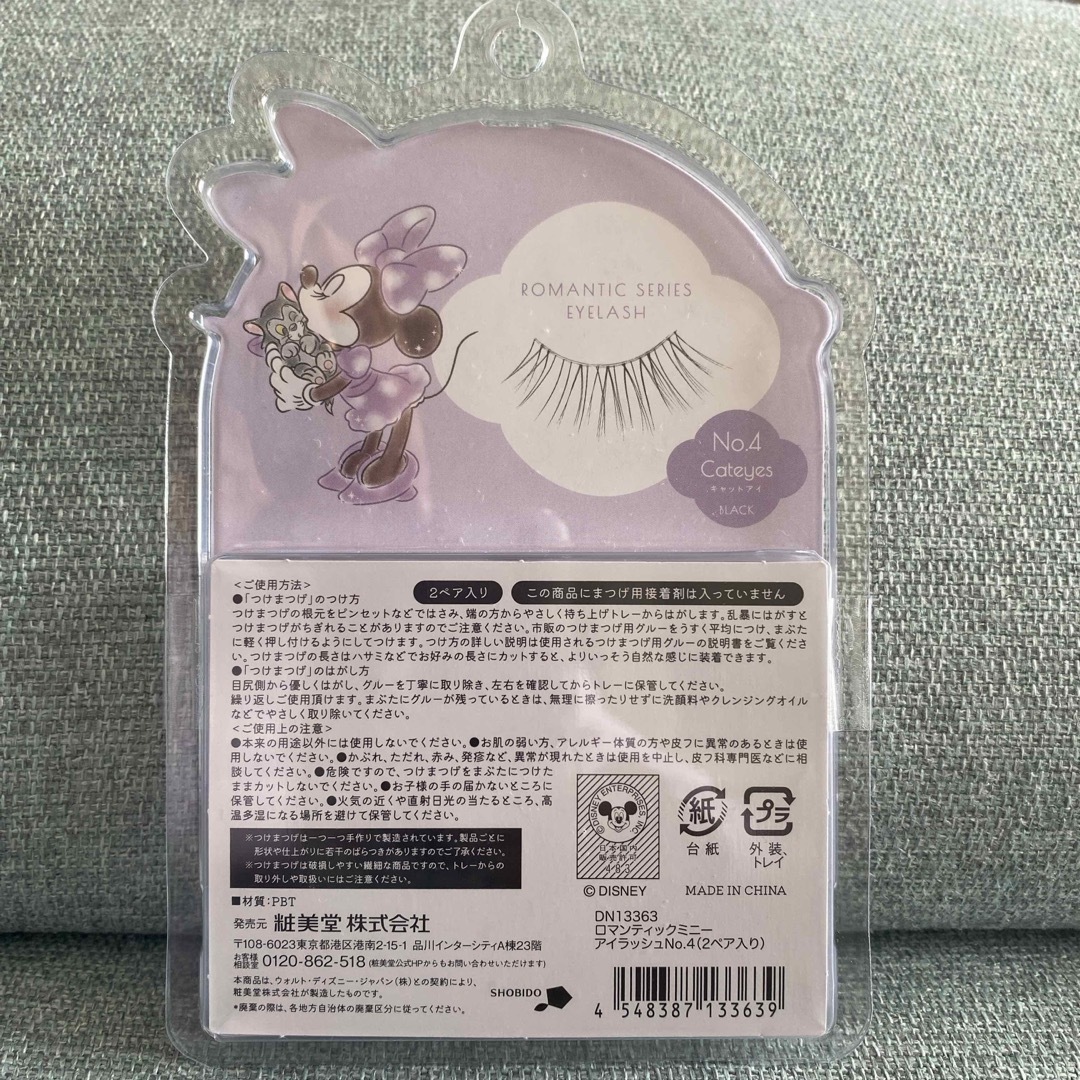 ROMANTIC SERIES
EYELASH
No.4
Cateyes
キャットアイ
BLACK
＜ご使用方法＞
2ペア入り
この商品にまつげ用接着剤は入っていません
●「つけまつげ」のつけ方
つけまつげの根元をピンセットなどではさみ、端の方からやさしく持ち上げトレーからはがします。乱暴にはがすと
つけまつげがちぎれることがありますのでご注意ください。市販のつけまつげ用グルーをうすく平均につけ、まぶた
に軽く押し付けるようにしてつけます。つけ方の詳しい説明は使用されるつけまつげ用グルーの説明書をご覧くださ
い。つけまつげの長さはハサミなどでお好みの長さにカットすると、よりいっそう自然な感じに装着できます。
●「つけまつげ」のはがし方
目尻側から優しくはがし、グルーを丁寧に取り除き、左右を確認してからトレーに保管してください。
繰り返しご使用頂けます。まぶたにグルーが残っているときは、無理に擦ったりせずに洗顔料やクレンジングオイル
などでやさしく取り除いてください。
＜ご使用上の注意＞
●本来の用途以外には使用しないでください。●お肌の弱い方、アレルギー体質の方や皮フに異常のあるときは使
用しないでください。●かぶれ、ただれ、赤み、発疹など、異常が現れたときは使用を中止し、皮フ科専門医などに相
談してください。●危険ですので、つけまつげをまぶたにつけた
ままカットしないでください。●お子様の手の届かないところに
保管してください。●火気の近くや直射日光の当たるところ、高
温多湿になる場所を避けて保管してください。
※つけまつげは一つ一つ手作りで製造されています。製品ごとに
形状や仕上がりに若干のばらつきがありますのでご了承ください。
※つけまつげは破損しやすい繊細な商品ですので、トレーからの
取り外しや取扱いにはご注意ください。
©DISNEY ENTERPRISES, INC.
日本国内
販売許可
483
© DISNEY
紙
台紙
プラ
外装、
トレイ
MADE IN CHINA
■材質：PBT
発売元 粧美堂株式会社
〒108-6023東京都港区港南2-15-1 品川インターシティA棟23階
お客様
相談室 0120-862-518 (粧美堂公式HPからもお問い合わせいただけます)
本商品は、ウォルト・ディズニー・ジャパン（株）との契約により、
粧美堂株式会社が製造したものです。
*廃棄の際は、各地方自治体の廃棄区分に従ってください。
SHOBIDO
DN13363
ロマンティックミニー
アイラッシュNo.4（2ペア入り）
4 548387 133639